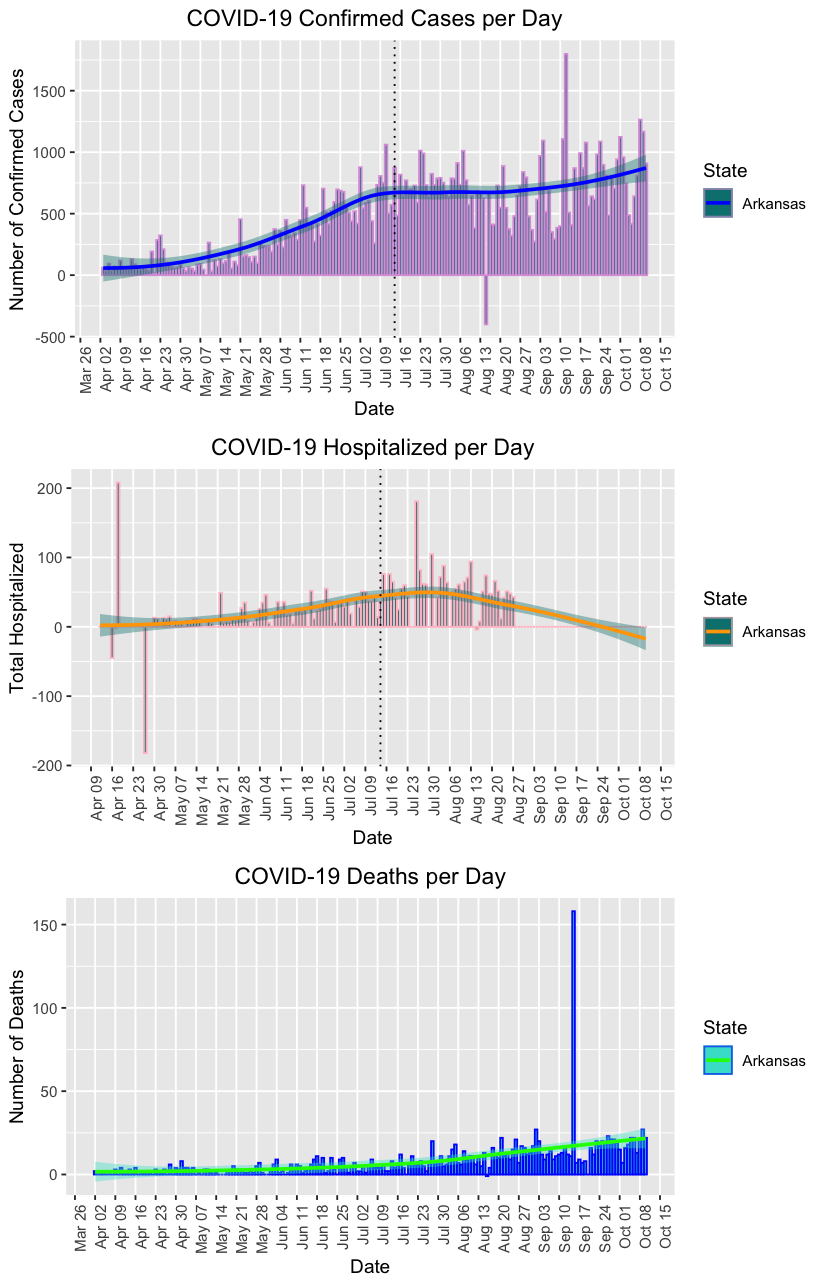 COVID-19 Confirmed Cases per Day
Number of Confirmed Cases
1500
1000
500
0
-500
Mar 26
Apr 02
Apr 09
Apr 16
Apr 23
Apr 30
May 07
May 14
May 21
May 28
Jun 04
Jun 11
Jun 18
Jun 25
Jul 02
Jul 09
Jul 16
Jul 23
Jul 30
Aug 06
Aug 13
Aug 20
Aug 27
Sep 03
Sep 10
Sep 17
Sep 24
Oct 01
Oct 08
Oct 15
Date
State
Arkansas
COVID-19 Hospitalized per Day
Total Hospitalized
200
100
0
-100
-200
Apr 09
Apr 16
Apr 23
Apr 30
May 07
May 14
May 21
May 28
Jun 04
Jun 11
Jun 18
Jun 25
Jul 02
Jul 09
Jul 16
Jul 23
Jul 30
Aug 06
Aug 13
Aug 20
Aug 27
Sep 03
Sep 10
Sep 17
Sep 24
Oct 01
Oct 08
Oct 15
Date
State
Arkansas
COVID-19 Deaths per Day
Number of Deaths
150
100
50
0
Mar 26
Apr 02
Apr 09
Apr 16
Apr 23
Apr 30
May 07
May 14
May 21
May 28
Jun 04
Jun 11
Jun 18
Jun 25
Jul 02
Jul 09
Jul 16
Jul 23
Jul 30
Aug 06
Aug 13
Aug 20
Aug 27
Sep 03
Sep 10
Sep 17
Sep 24
Oct 01
Oct 08
Oct 15
Date
State
Arkansas